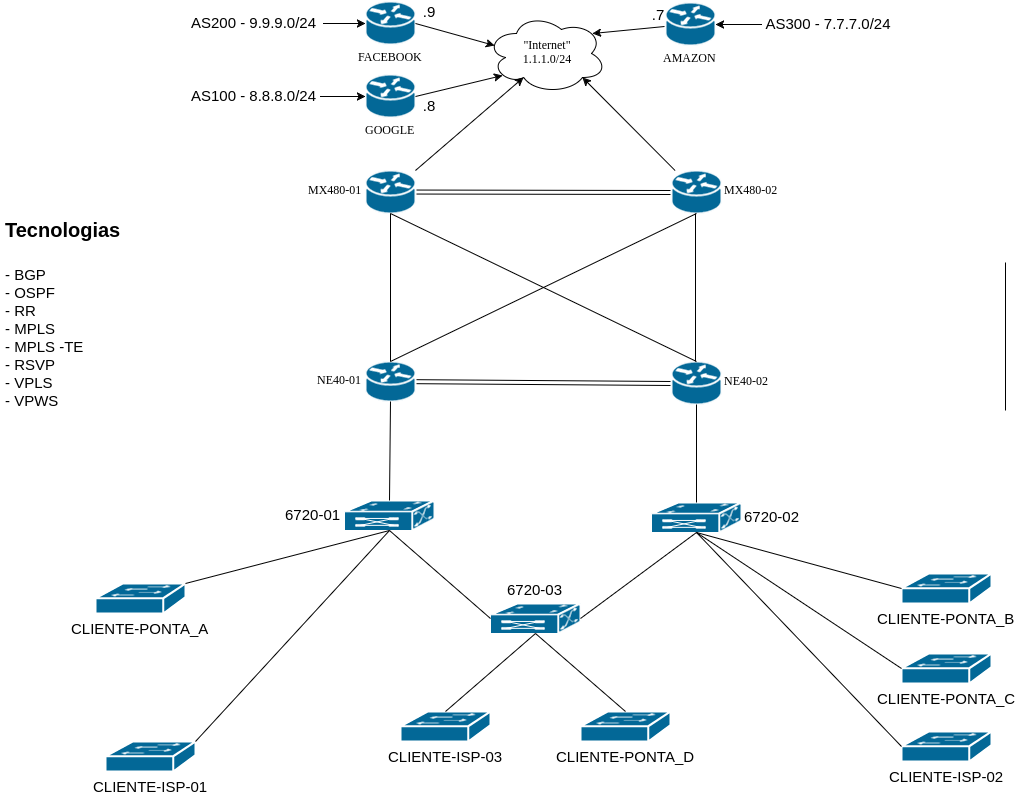 AS200 - 9.9.9.0/24
.9
FACEBOOK
"Internet"
1.1.1.0/24
.7
AS300 - 7.7.7.0/24
AMAZON
AS100 - 8.8.8.0/24
.8
GOOGLE
MX480-01
MX480-02
Tecnologias
- BGP
- OSPF
- RR
- MPLS
- MPLS -TE
- RSVP
- VPLS
- VPWS
NE40-01
NE40-02
6720-01
6720-02
6720-03
CLIENTE-PONTA_A
CLIENTE-PONTA_B
CLIENTE-PONTA_C
CLIENTE-ISP-03
CLIENTE-PONTA_D
CLIENTE-ISP-02
CLIENTE-ISP-01